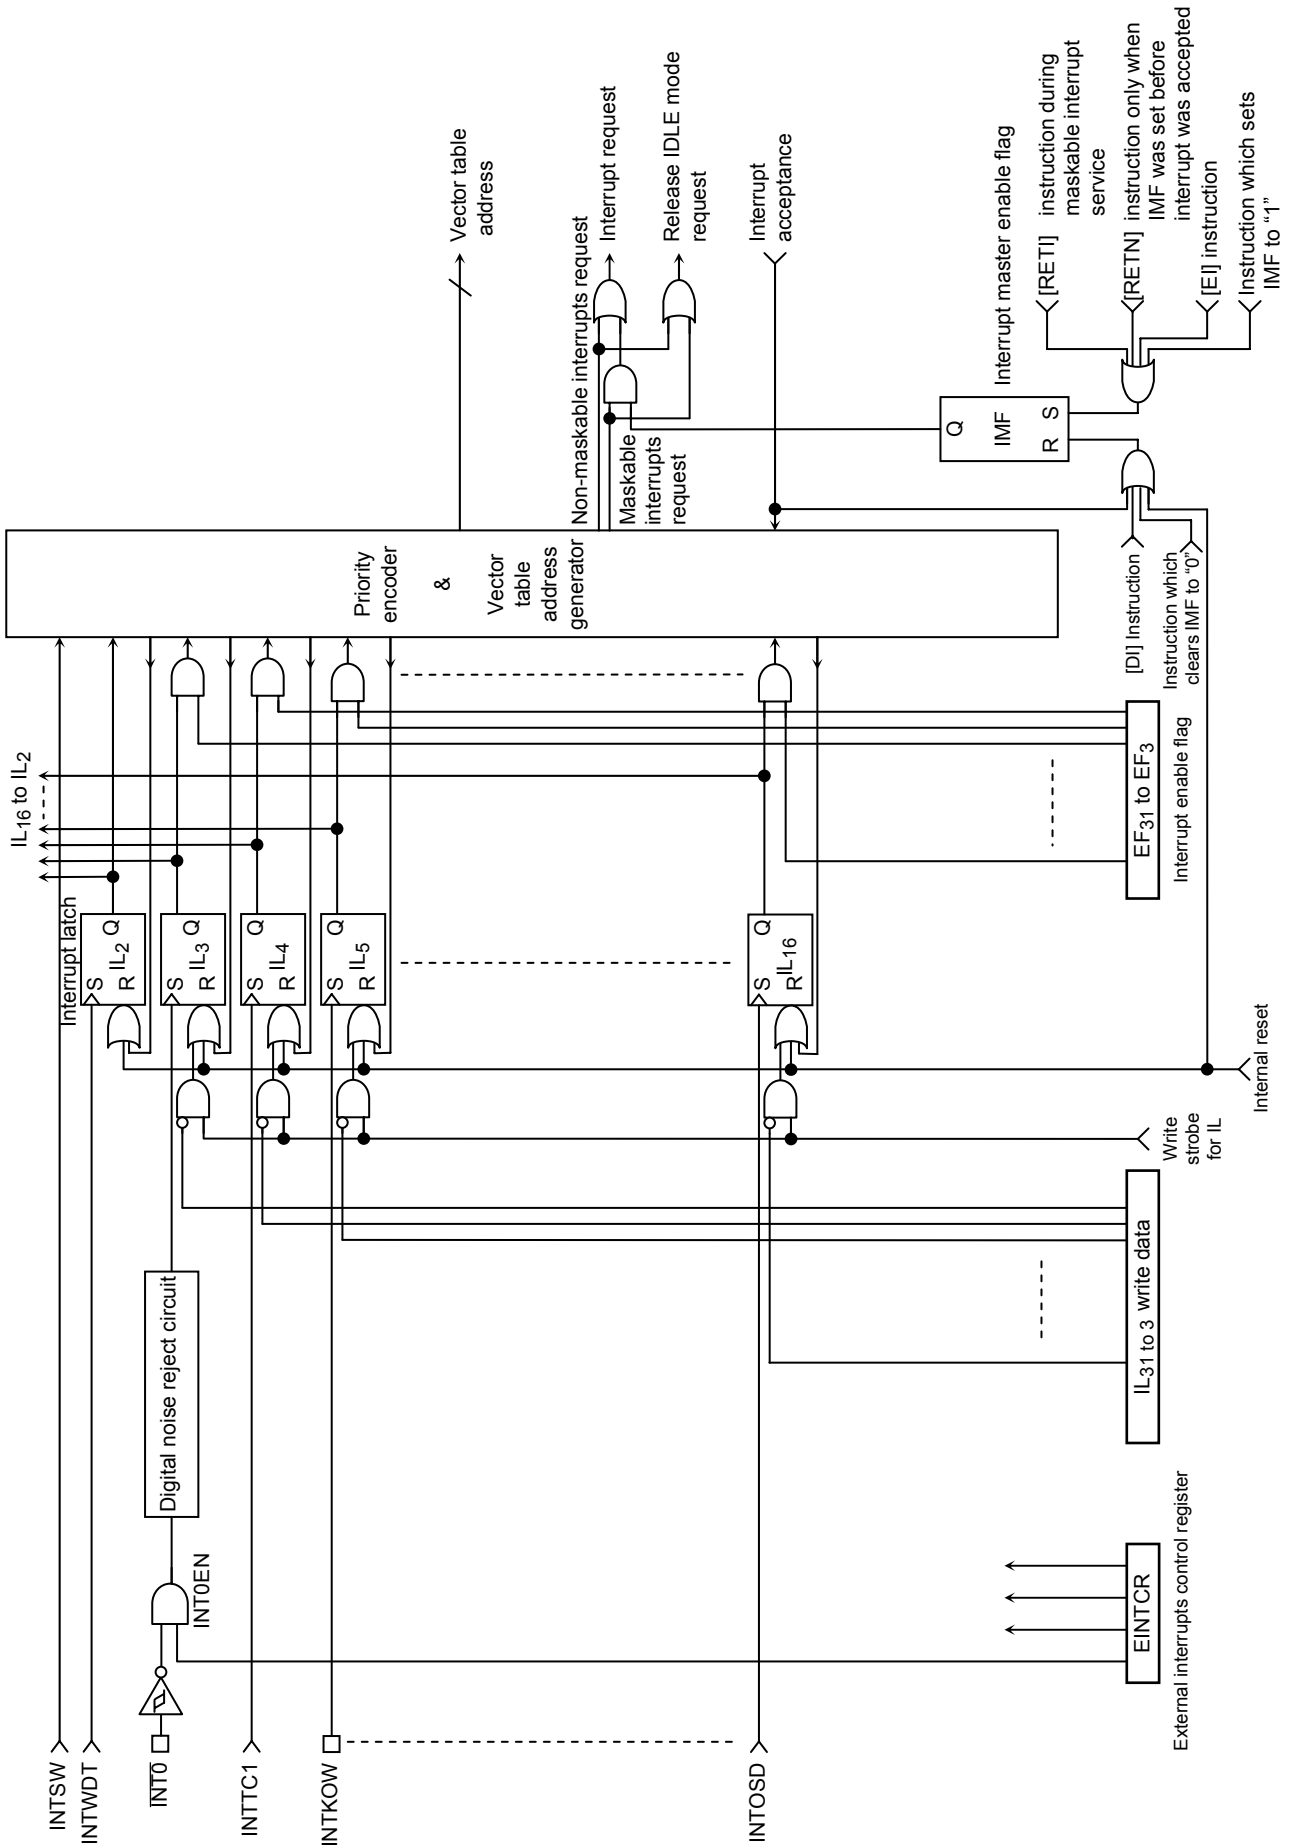 INTSW
INTWDT
INT0
INTTC1
INTKOW
INTOSD
INT0EN
Digital noise reject circuit
EINTCR
External interrupts control register
IL31 to 3 write data
Write
strobe
for IL
Internal reset
Interrupt latch
S
R
IL2
Q
S
R
IL3
Q
S
R
IL4
Q
S
R
IL5
Q
S
R
IL16
Q
IL16 to IL2
EF31 to EF3
Interrupt enable flag
Priority
encoder
&
Vector
table
address
generator
Vector table
address
Non-maskable interrupts request
Maskable
interrupts
request
Interrupt request
Release IDLE mode
request
Interrupt
acceptance
[DI] Instruction
Instruction which
clears IMF to “0”
Interrupt master enable flag
Q
IMF
R
S
[RETI] instruction during
maskable interrupt
service
[RETN] instruction only when
IMF was set before
interrupt was accepted
[EI] instruction
Instruction which sets
IMF to “1”